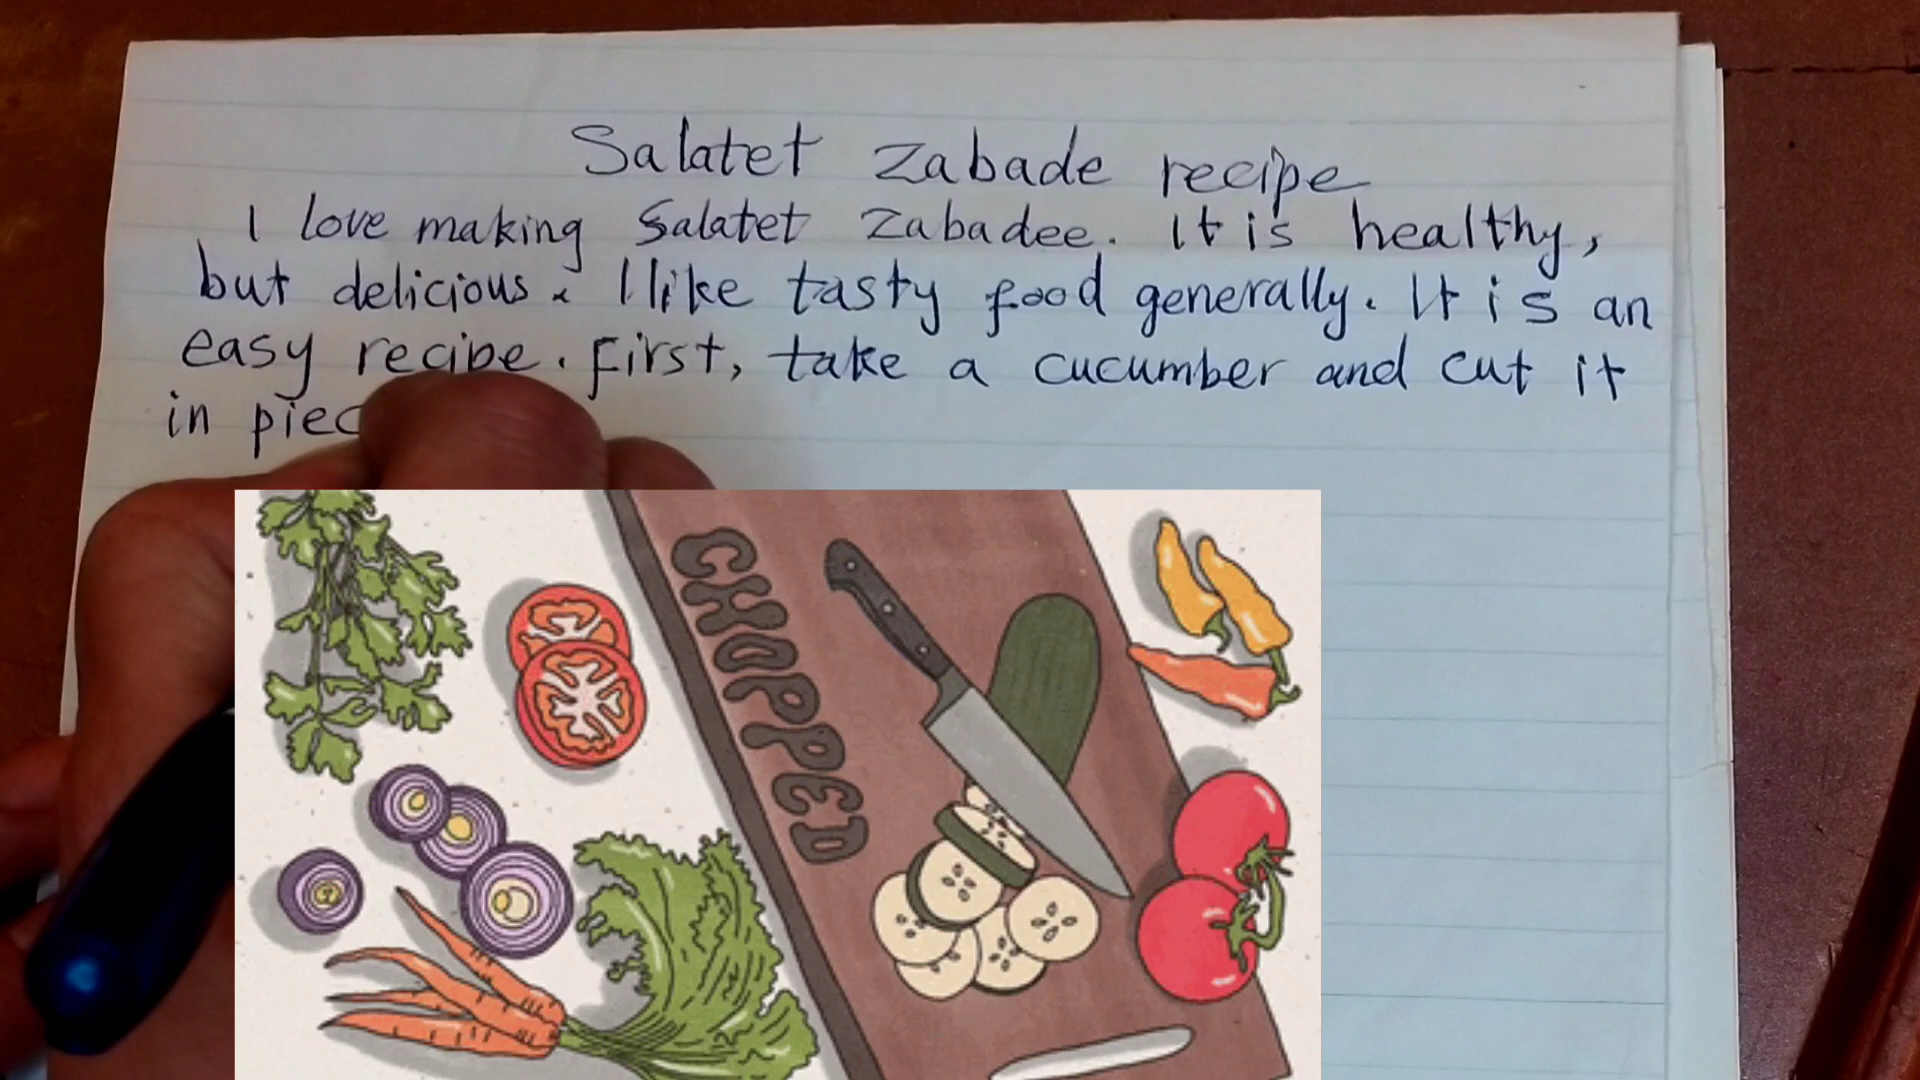 Salatet Zabade recipe
I love making Salatet Zabadee. It is healthy,
but delicious. I like tasty food generally. It is an
easy recipe. First, take a cucumber and cut it
in piec
CHOPPED